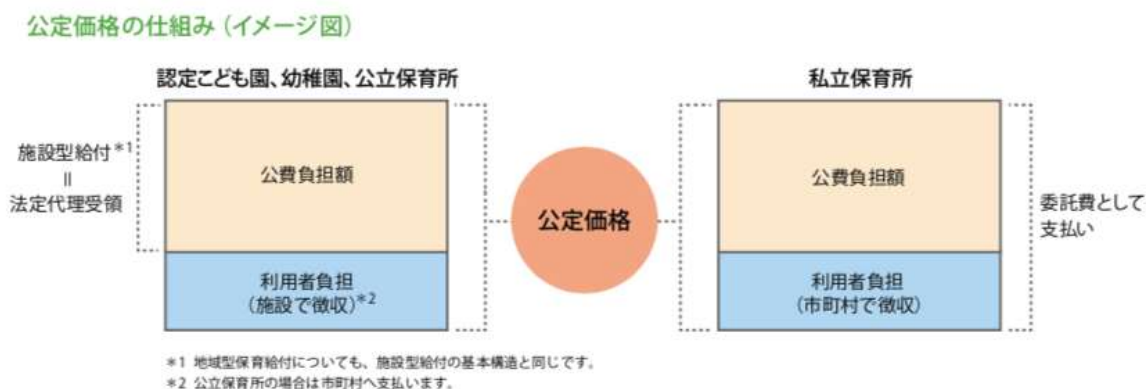 公定価格の仕組み（イメージ図）
認定こども園、幼稚園、公立保育所
施設型給付＊1
＝
法定代理受領
公費負担額
利用者負担
（施設で徴収）＊2
公定価格
私立保育所
公費負担額
利用者負担
（市町村で徴収）
委託費として
支払い
＊1 地域型保育給付についても、施設型給付の基本構造と同じです。
＊2 公立保育所の場合は市町村へ支払います。